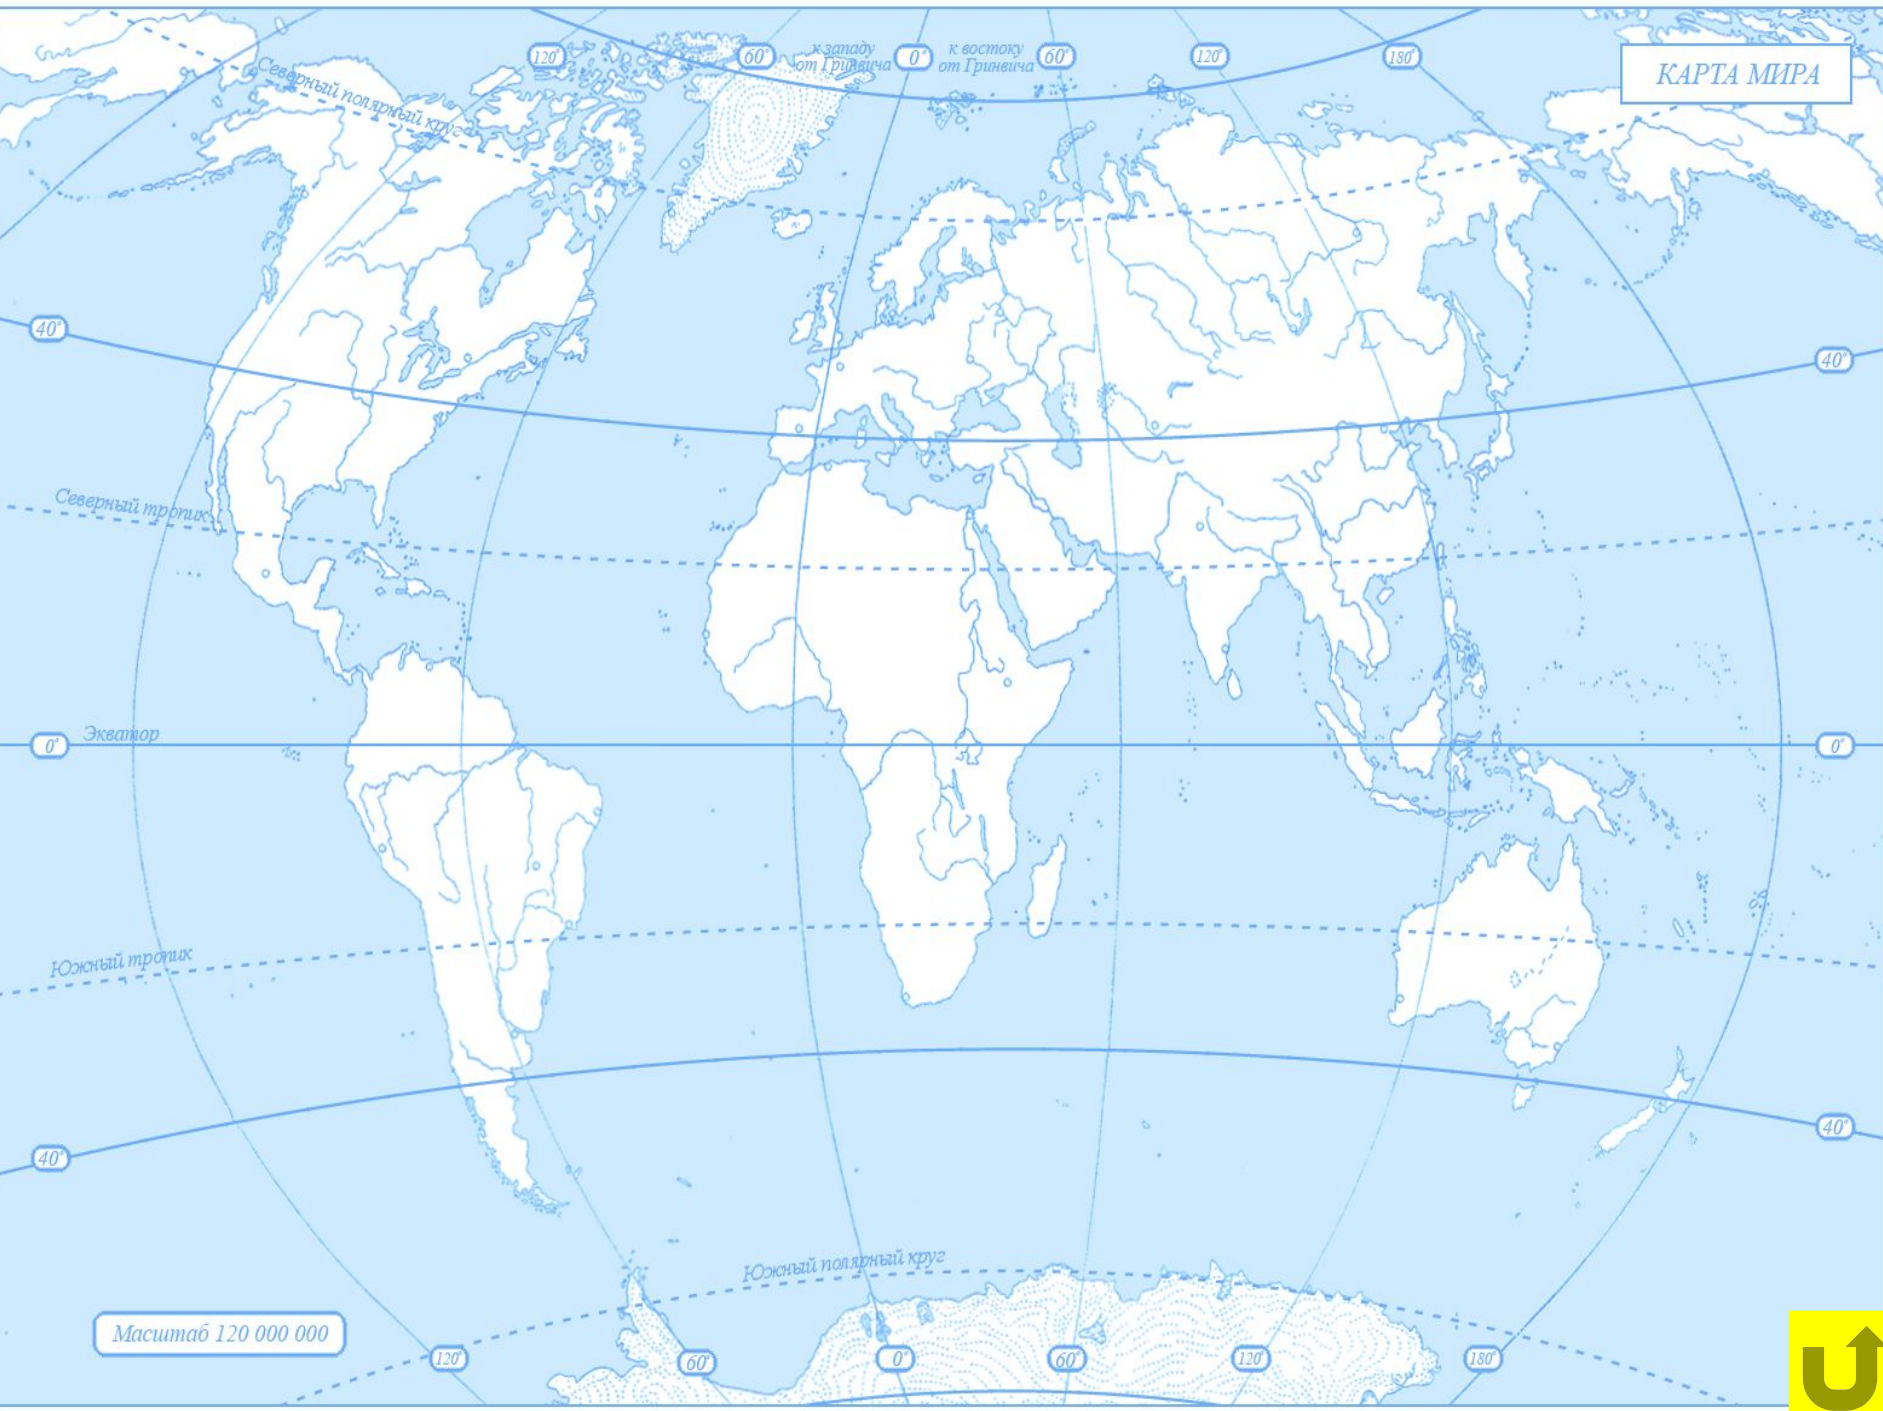 120°
60°
к западу
от Гринвича
0°
к востоку
от Гринвича
60°
120°
180°
КАРТА МИРА
Северный полярный круг
40°
40°
Северный тропик
0°
Экватор
0°
Южный тропик
40°
40°
Южный полярный круг
Масштаб 120 000 000
120°
60°
0°
60°
120°
180°